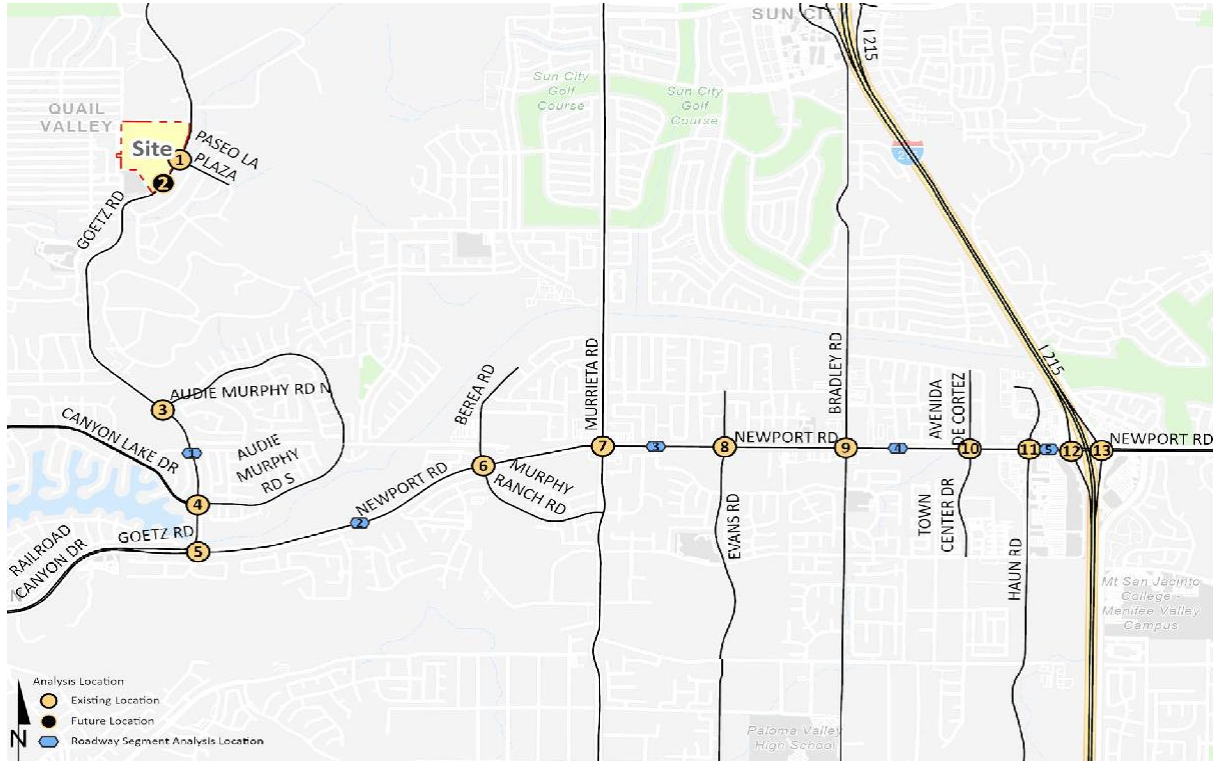 SUN CITY
I 215
Sun City
Golf
Course
Sun City
Golf
Course
QUAIL
VALLEY
Site
1
PASEO LA
PLAZA
2
GOETZ RD
I 215
BRADLEY RD
MURRIETA RD
BEREA RD
AVENIDA
DE CORTEZ
AUDIE MURPHY RD N
3
CANYON LAKE DR
1
AUDIE
MURPHY
RD S
4
NEWPORT RD
2
6
MURPHY
RANCH RD
7
3
8
NEWPORT RD
9
4
10
11
5
12
13
NEWPORT RD
GOETZ RD
5
RAILROAD
CANYON DR
EVANS RD
TOWN
CENTER DR
HAUN RD
Mt San Jacinto
College -
Menifee Valley
Campus
Paloma Valley
High School
Analysis Location
Existing Location
Future Location
Roadway Segment Analysis Location
N